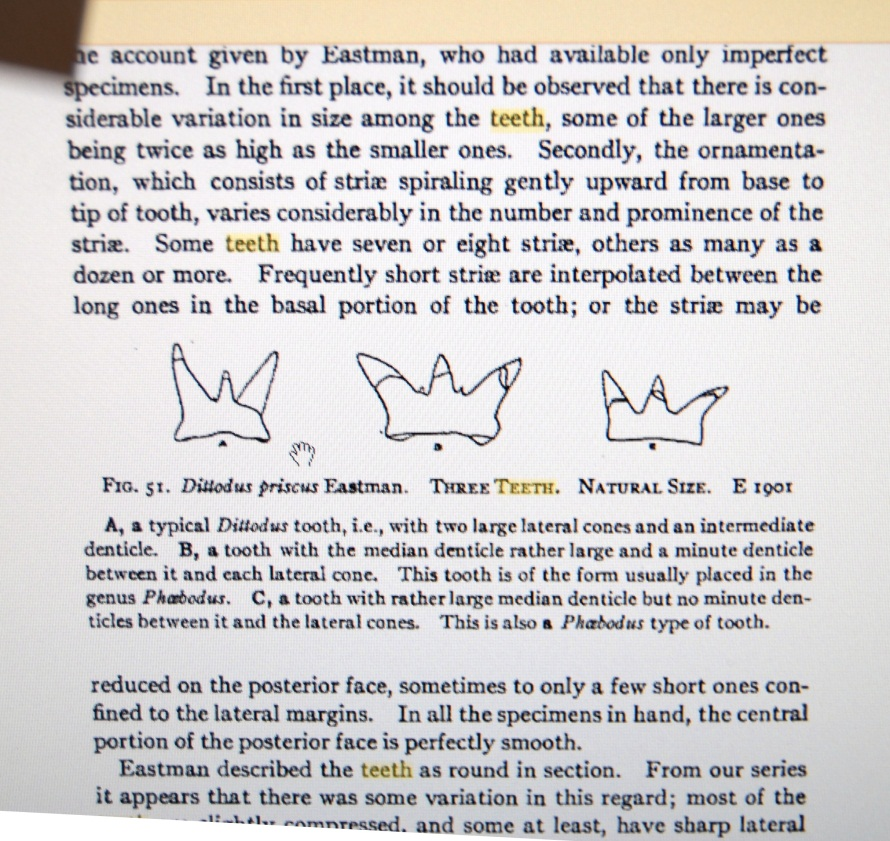 he account given by Eastman, who had available only imperfect
specimens. In the first place, it should be observed that there is con-
siderable variation in size among the teeth, some of the larger ones
being twice as high as the smaller ones. Secondly, the ornamenta-
tion, which consists of striæ spiraling gently upward from base to
tip of tooth, varies considerably in the number and prominence of the
striæ. Some teeth have seven or eight striæ, others as many as a
dozen or more. Frequently short striæ are interpolated between the
long ones in the basal portion of the tooth; or the striæ may be
A B C
FIG. 51. Dittodus priscus Eastman. THREE TEETH. NATURAL SIZE. E 1901
A, a typical Dittodus tooth, i.e., with two large lateral cones and an intermediate
denticle. B, a tooth with the median denticle rather large and a minute denticle
between it and each lateral cone. This tooth is of the form usually placed in the
genus Phœbodus. C, a tooth with rather large median denticle but no minute den-
ticles between it and the lateral cones. This is also a Phœbodus type of tooth.
reduced on the posterior face, sometimes to only a few short ones con-
fined to the lateral margins. In all the specimens in hand, the central
portion of the posterior face is perfectly smooth.
Eastman described the teeth as round in section. From our series
it appears that there was some variation in this regard; most of the
slightly compressed, and some at least, have sharp lateral